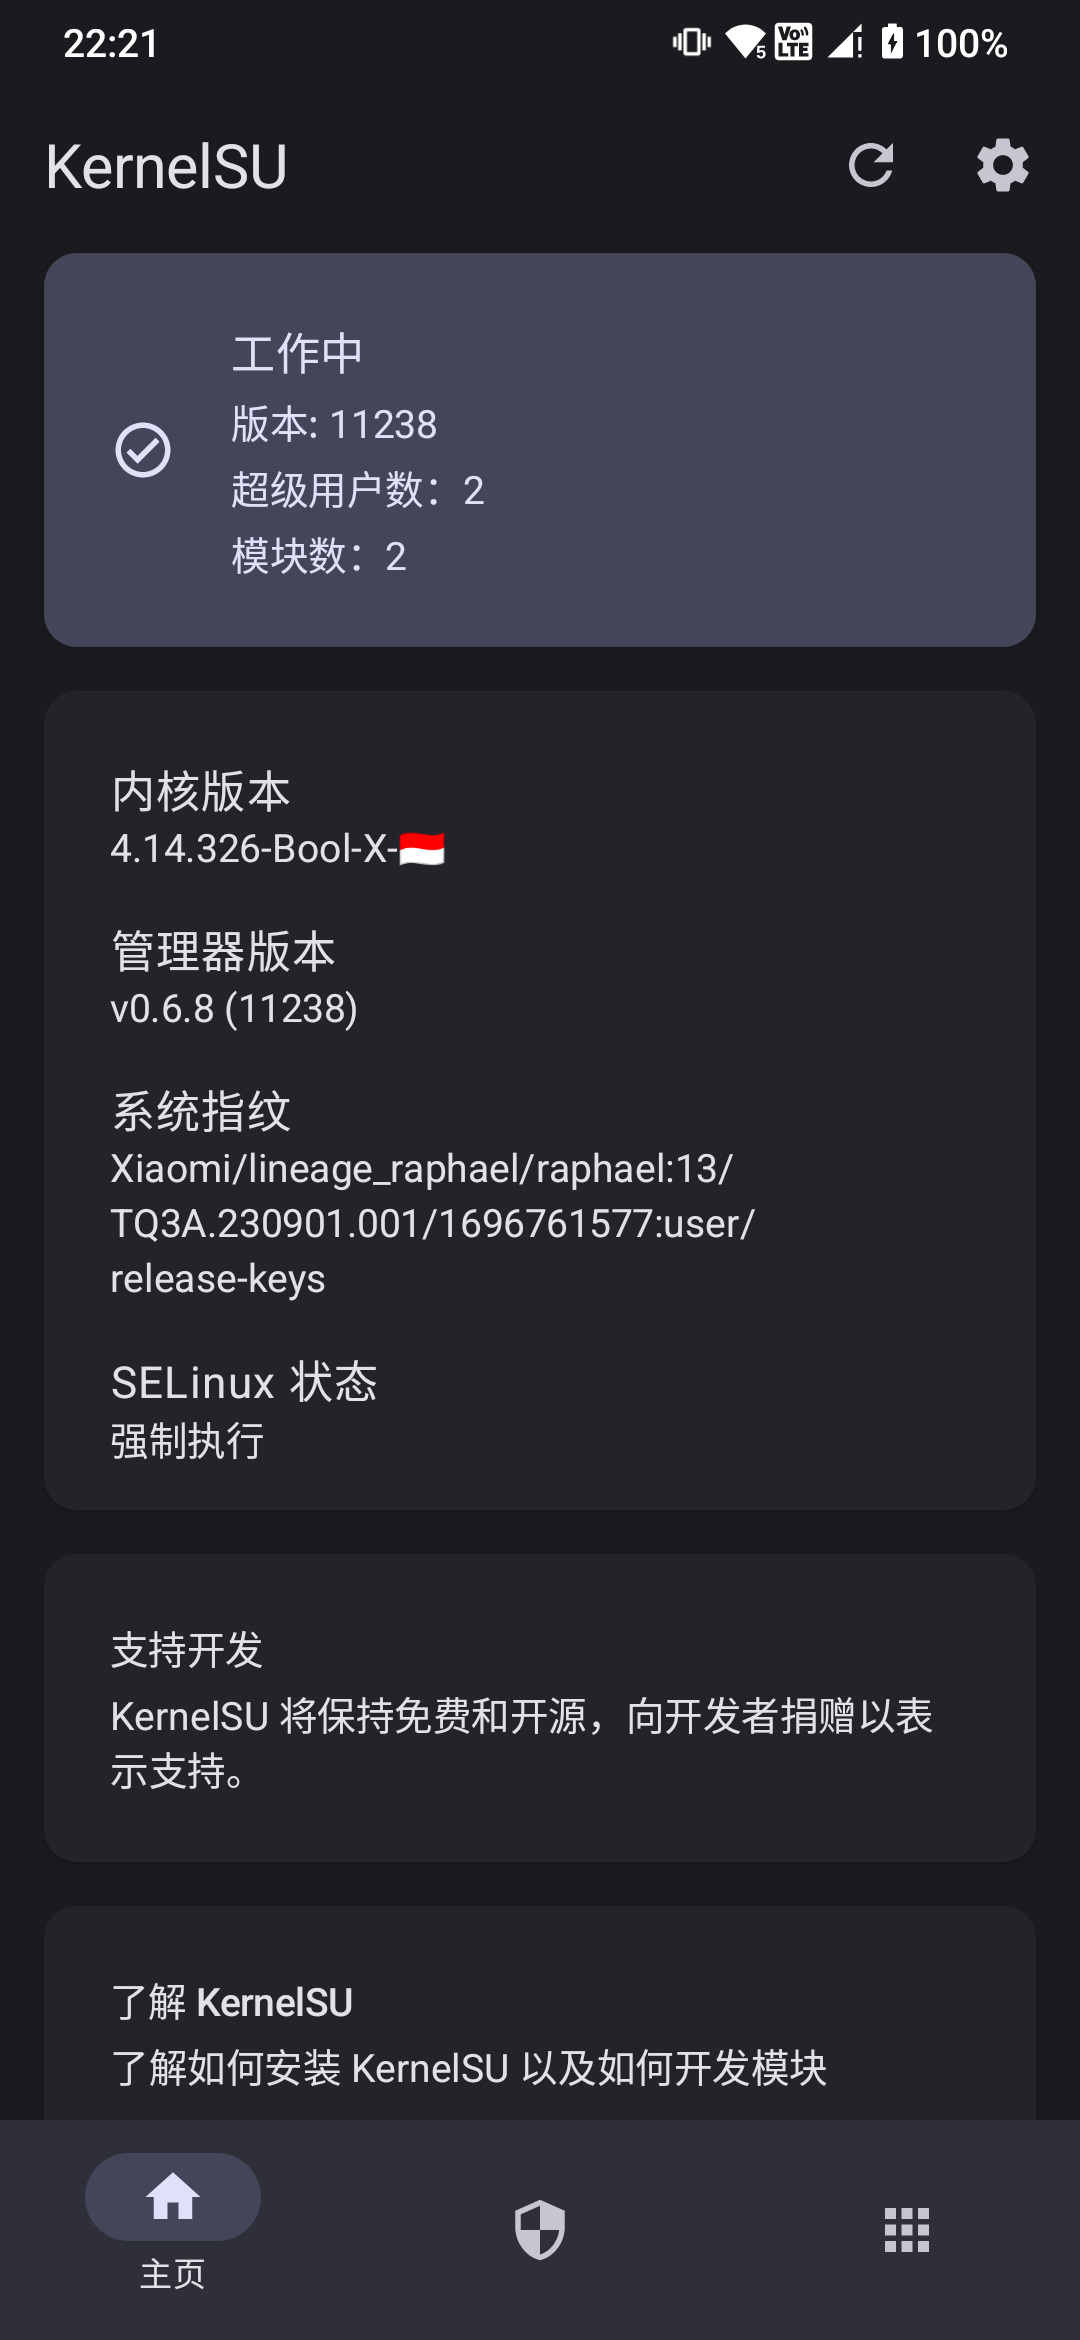 22:21
5
Vo))
LTE
100%
KernelSU
工作中
版本: 11238
超级用户数：2
模块数：2
内核版本
4.14.326-Bool-X-🇮🇩
管理器版本
v0.6.8 (11238)
系统指纹
Xiaomi/lineage_raphael/raphael:13/
TQ3A.230901.001/1696761577:user/
release-keys
SELinux 状态
强制执行
支持开发
KernelSU 将保持免费和开源，向开发者捐赠以表
示支持。
了解 KernelSU
了解如何安装 KernelSU 以及如何开发模块
主页